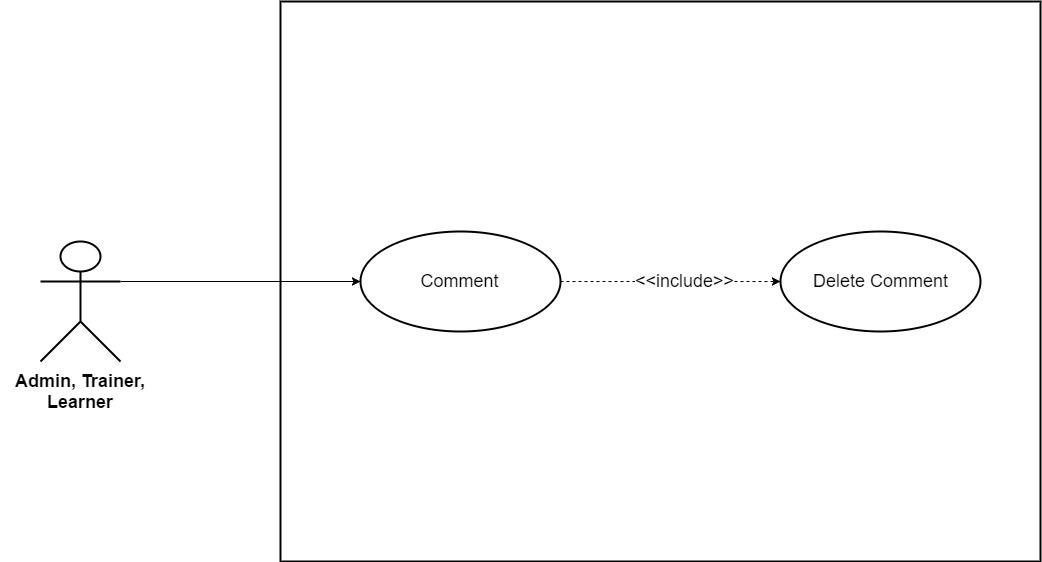 Comment
<<include>>
Delete Comment
Admin, Trainer,
Learner